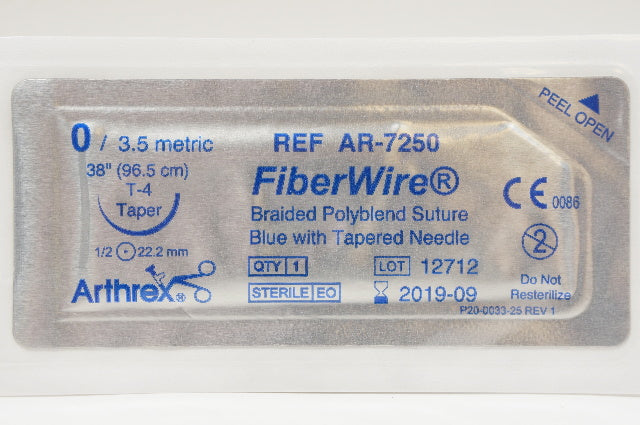 PEEL OPEN
0 / 3.5 metric
38" (96.5 cm)
T-4
Taper
1/2 22.2 mm
Arthrex®
REF AR-7250
FiberWire®
Braided Polyblend Suture
Blue with Tapered Needle
QTY 1
LOT 12712
STERILE EO
2019-09
CE 0086
2
Do Not
Resterilize
P20-0033-25 REV 1